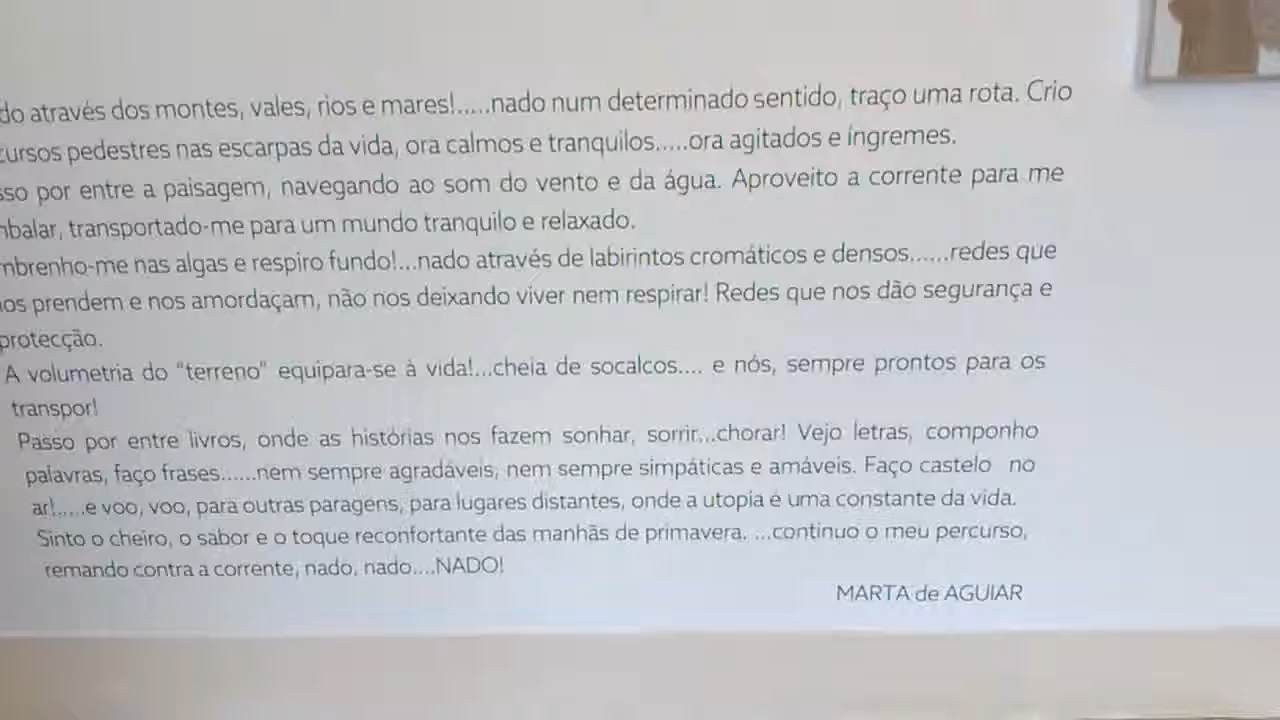 do através dos montes, vales, rios e mares!.....nado num determinado sentido, traço uma rota. Crio
cursos pedestres nas escarpas da vida, ora calmos e tranquilos.....ora agitados e íngremes.
sso por entre a paisagem, navegando ao som do vento e da água. Aproveito a corrente para me
mbalar, transportado-me para um mundo tranquilo e relaxado.
mbrenho-me nas algas e respiro fundo!...nado através de labirintos cromáticos e densos......redes que
nos prendem e nos amordaçam, não nos deixando viver nem respirar! Redes que nos dão segurança e
protecção.
A volumetria do "terreno" equipara-se à vida!...cheia de socalcos.... e nós, sempre prontos para os
transpor!
Passo por entre livros, onde as histórias nos fazem sonhar, sorrir...chorar! Vejo letras, componho
palavras, faço frases......nem sempre agradáveis, nem sempre simpáticas e amáveis. Faço castelo no
ar!.....e voo, voo, para outras paragens, para lugares distantes, onde a utopia é uma constante da vida.
Sinto o cheiro, o sabor e o toque reconfortante das manhãs de primavera. ...continuo o meu percurso,
remando contra a corrente, nado, nado....NADO!
MARTA de AGUIAR